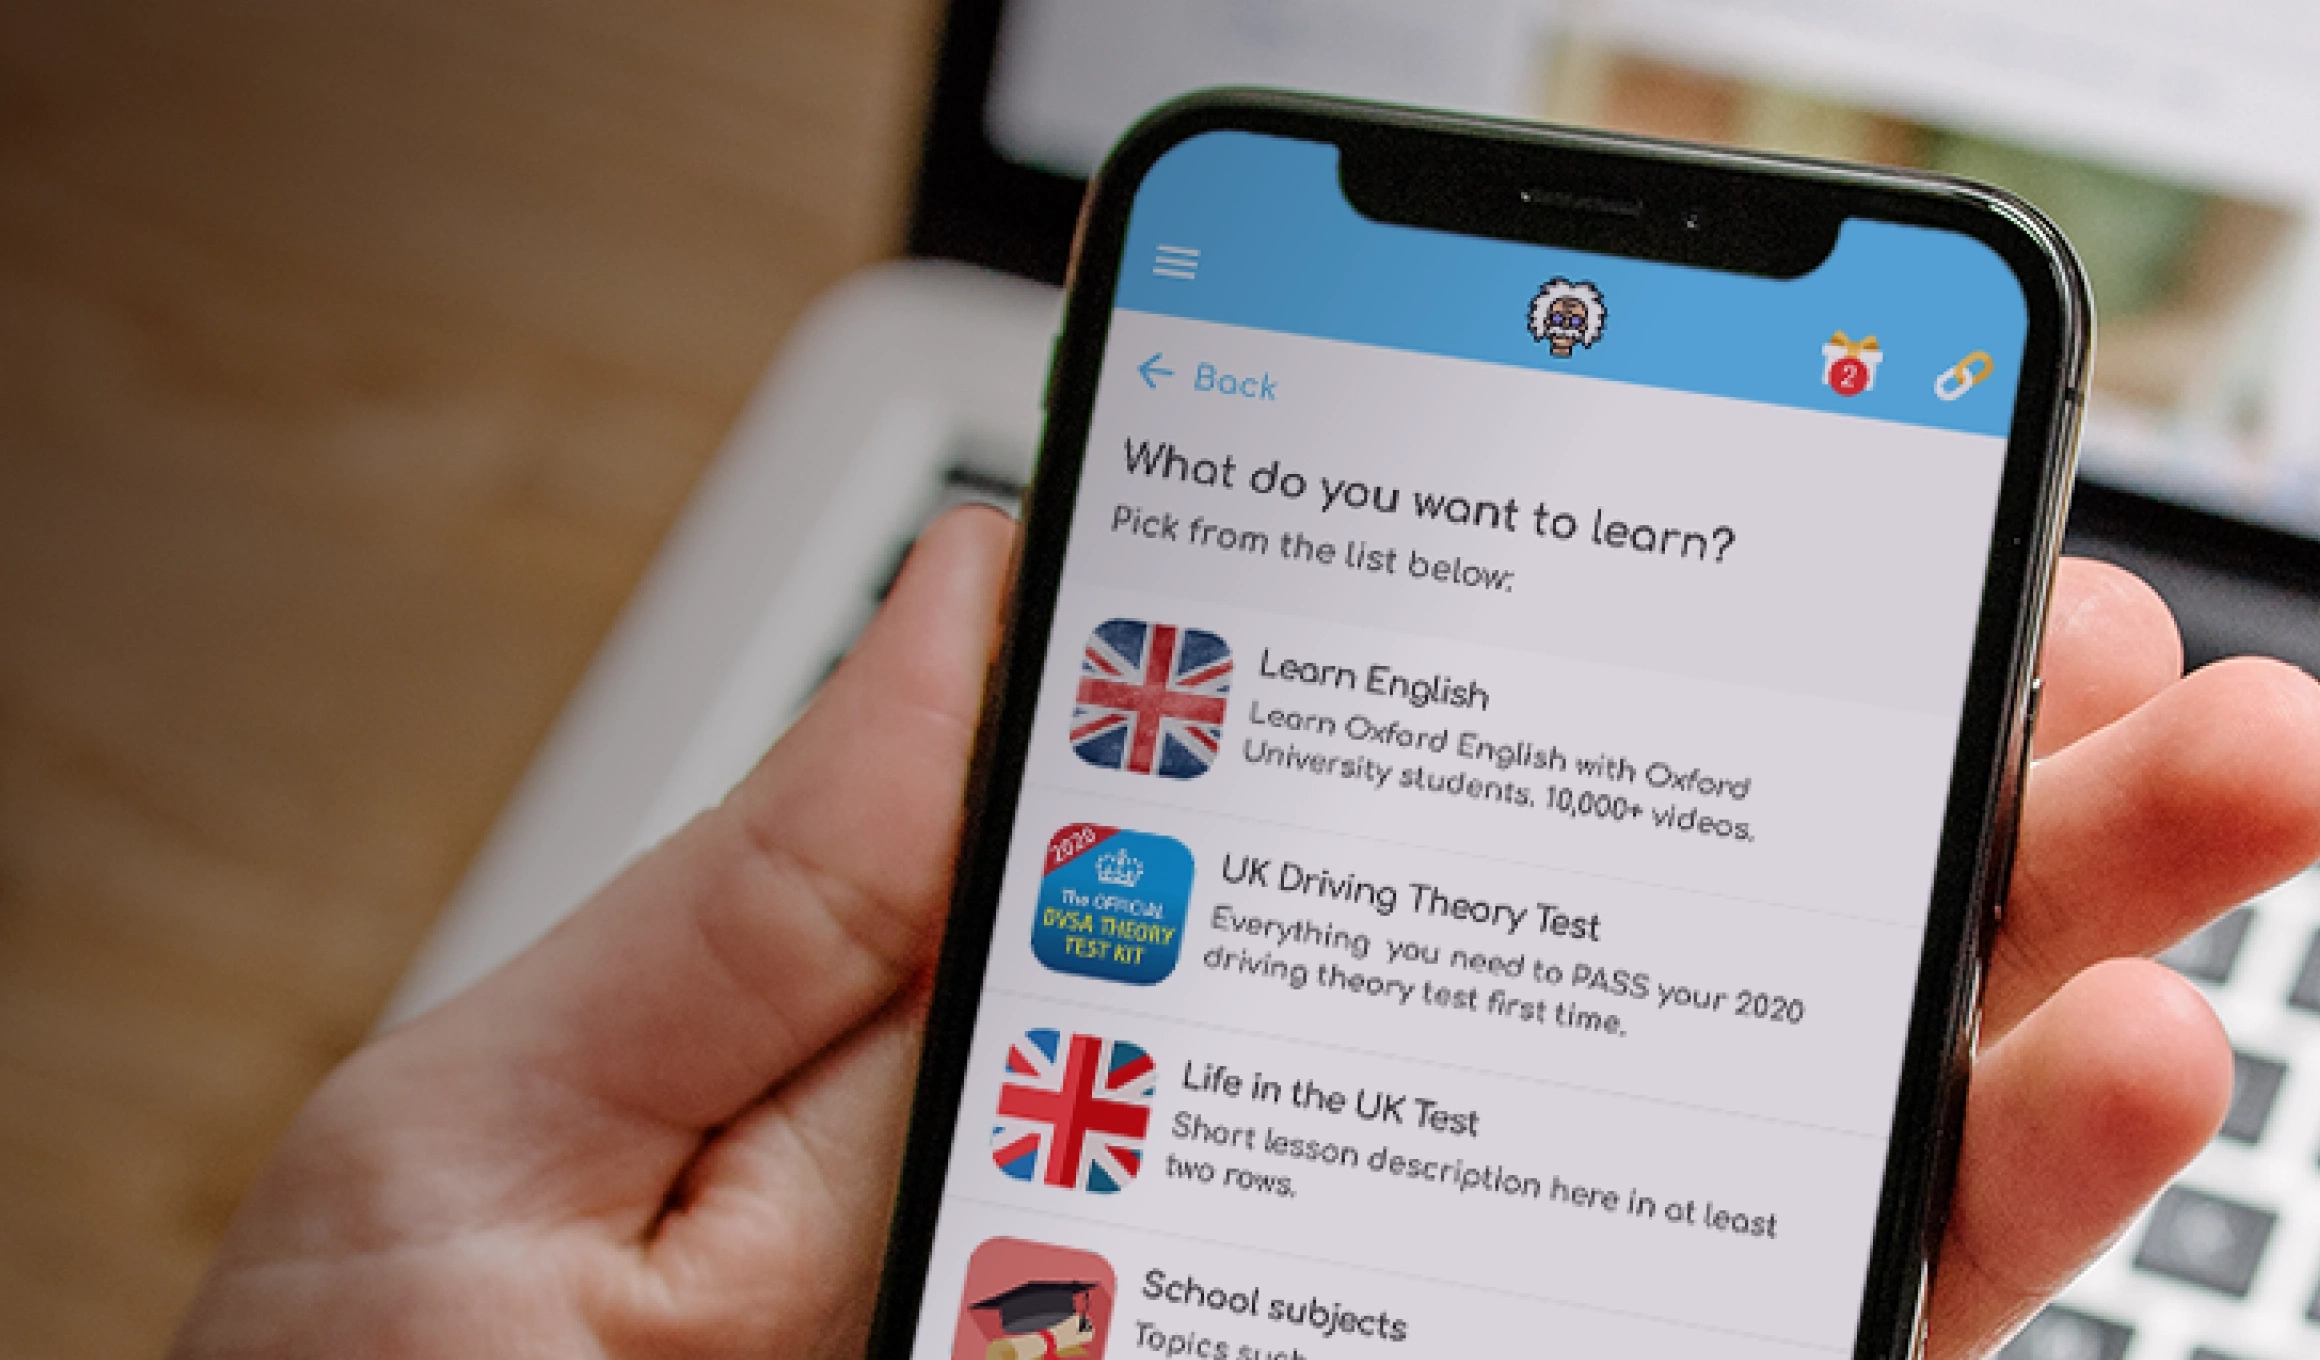 2
Back
What do you want to learn?
Pick from the list below:
Learn English
Learn Oxford English with Oxford
University students. 10,000+ videos.
2020
The OFFICIAL
DVSA THEORY
TEST KIT
UK Driving Theory Test
Everything you need to PASS your 2020
driving theory test first time.
Life in the UK Test
Short lesson description here in at least
two rows.
School subjects
Topics such